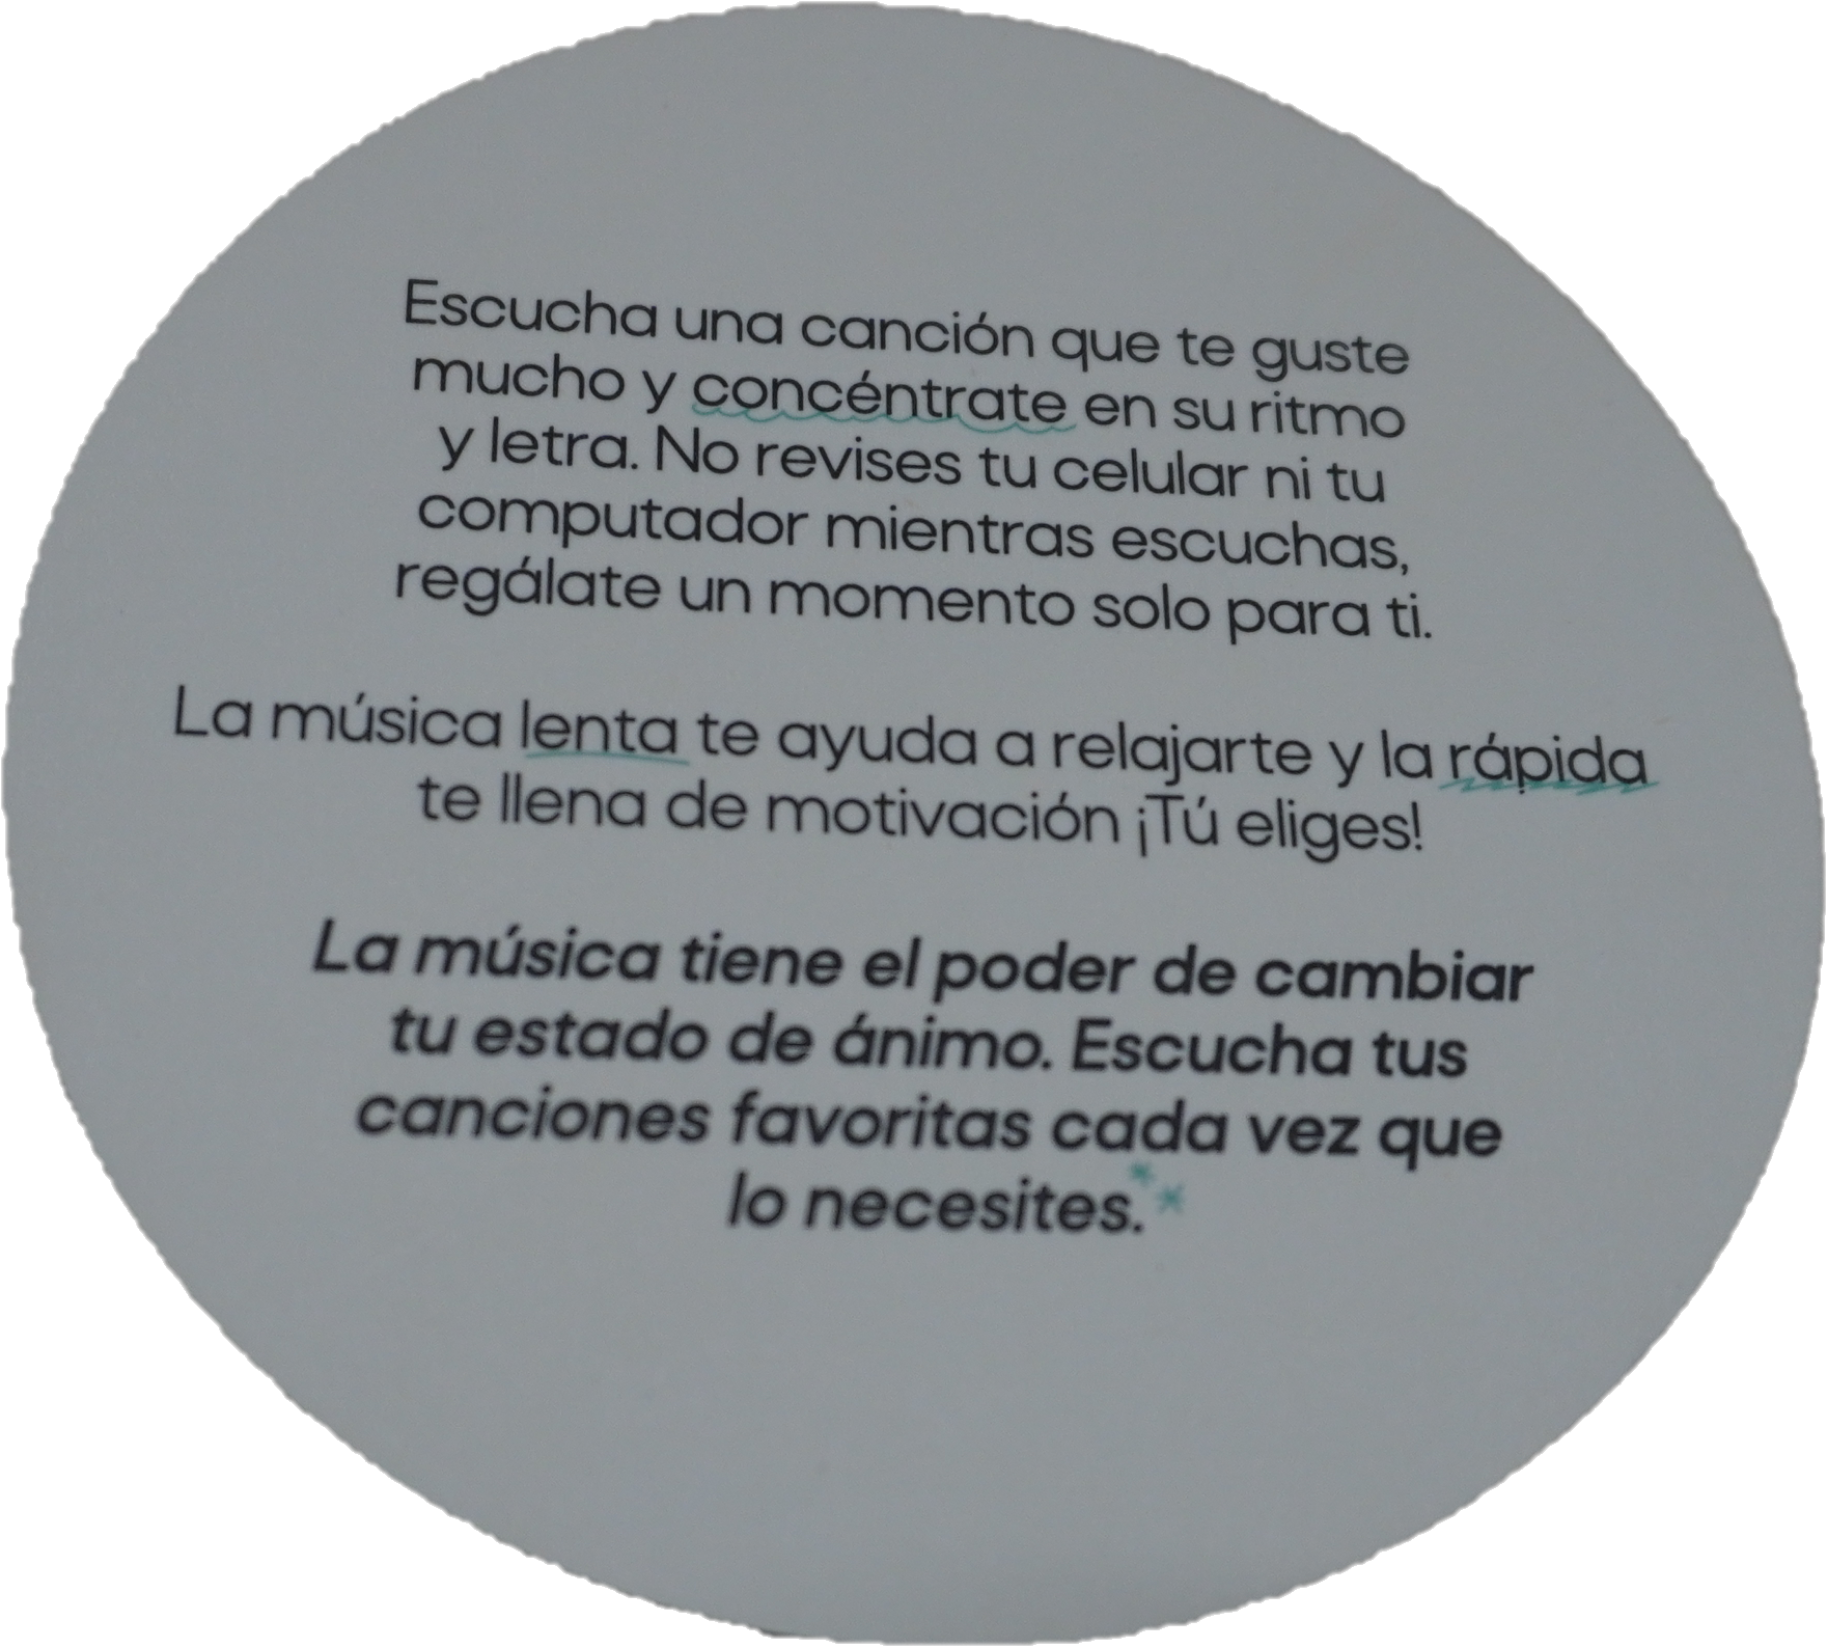 Escucha una canción que te guste
mucho y concéntrate en su ritmo
y letra. No revises tu celular ni tu
computador mientras escuchas,
regálate un momento solo para ti.
La música lenta te ayuda a relajarte y la rápida
te llena de motivación ¡Tú eliges!
La música tiene el poder de cambiar
tu estado de ánimo. Escucha tus
canciones favoritas cada vez que
lo necesites.**